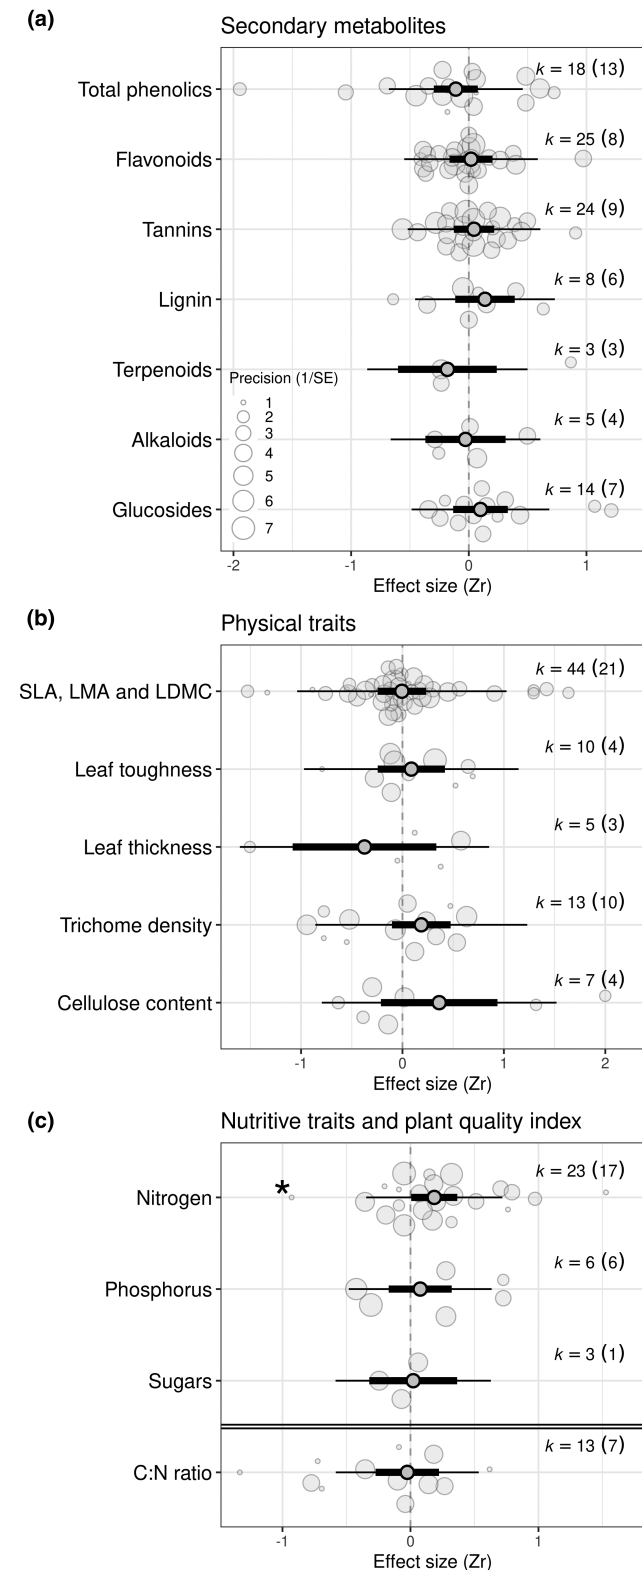 (a)
Secondary metabolites
Total phenolics
k = 18 (13)
Flavonoids
k = 25 (8)
Tannins
k = 24 (9)
Lignin
k = 8 (6)
Terpenoids
k = 3 (3)
Precision (1/SE)
1
2
3
4
5
6
7
Alkaloids
k = 5 (4)
Glucosides
k = 14 (7)
-2 -1 0 1
Effect size (Zr)
(b)
Physical traits
SLA, LMA and LDMC
k = 44 (21)
Leaf toughness
k = 10 (4)
Leaf thickness
k = 5 (3)
Trichome density
k = 13 (10)
Cellulose content
k = 7 (4)
-1 0 1 2
Effect size (Zr)
(c)
Nutritive traits and plant quality index
Nitrogen
*
k = 23 (17)
Phosphorus
k = 6 (6)
Sugars
k = 3 (1)
C:N ratio
k = 13 (7)
-1 0 1
Effect size (Zr)